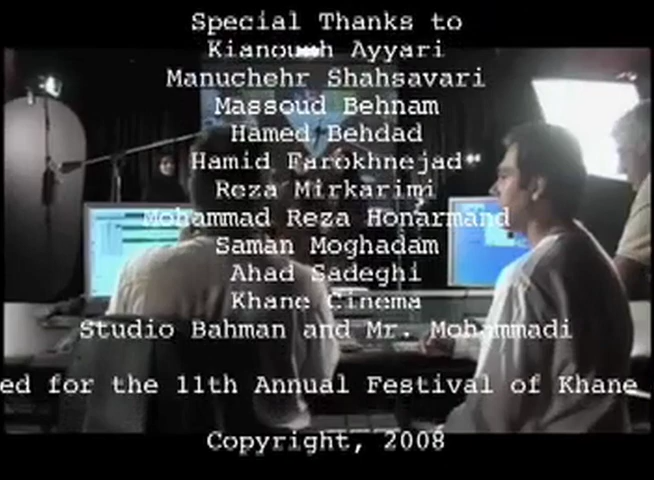 Special Thanks to
Kianoush Ayyari
Manuchehr Shahsavari
Massoud Behnam
Hamed Behdad
Hamid Farokhnejad
Reza Mirkarimi
Mohammad Reza Honarmand
Saman Moghadam
Ahad Sadeghi
Khane Cinema
Studio Bahman and Mr. Mohammadi
ed for the 11th Annual Festival of Khane
Copyright, 2008